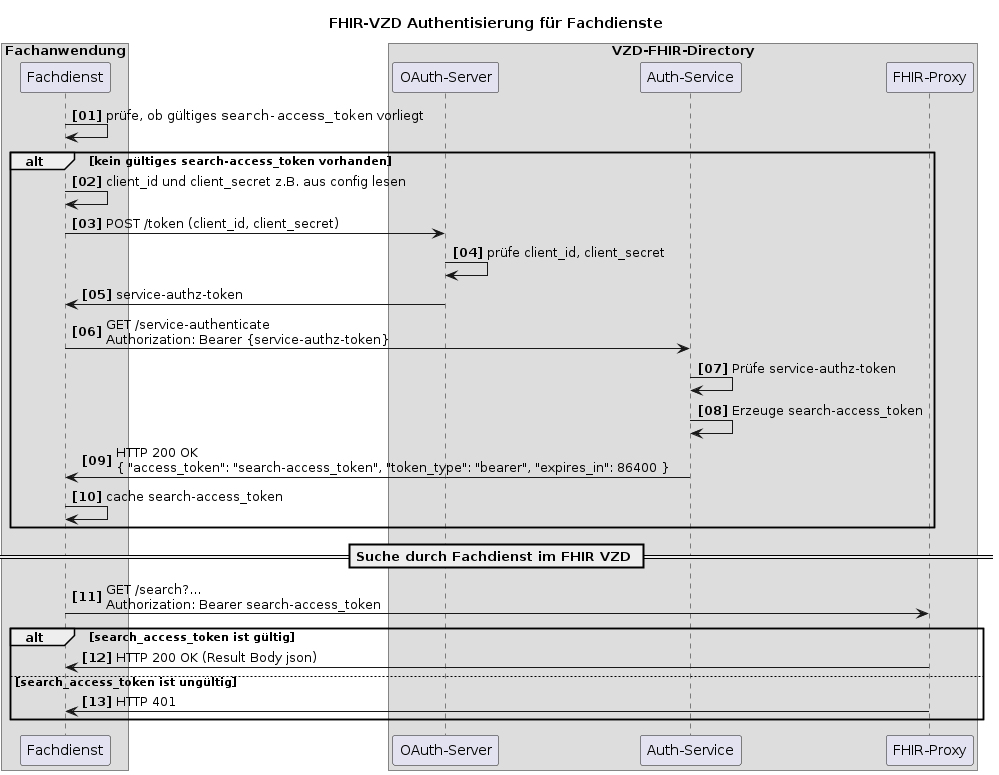 FHIR-VZD Authentisierung für Fachdienste
Fachanwendung
VZD-FHIR-Directory
Fachdienst
OAuth-Server
Auth-Service
FHIR-Proxy
[01] prüfe, ob gültiges search-access_token vorliegt
alt [kein gültiges search-access_token vorhanden]
[02] client_id und client_secret z.B. aus config lesen
[03] POST /token (client_id, client_secret)
[04] prüfe client_id, client_secret
[05] service-authz-token
[06] GET /service-authenticate
Authorization: Bearer {service-authz-token}
[07] Prüfe service-authz-token
[08] Erzeuge search-access_token
[09] HTTP 200 OK
{ "access_token": "search-access_token", "token_type": "bearer", "expires_in": 86400 }
[10] cache search-access_token
Suche durch Fachdienst im FHIR VZD
[11] GET /search?...
Authorization: Bearer search-access_token
alt [search_access_token ist gültig]
[12] HTTP 200 OK (Result Body json)
[search_access_token ist ungültig]
[13] HTTP 401
Fachdienst
OAuth-Server
Auth-Service
FHIR-Proxy